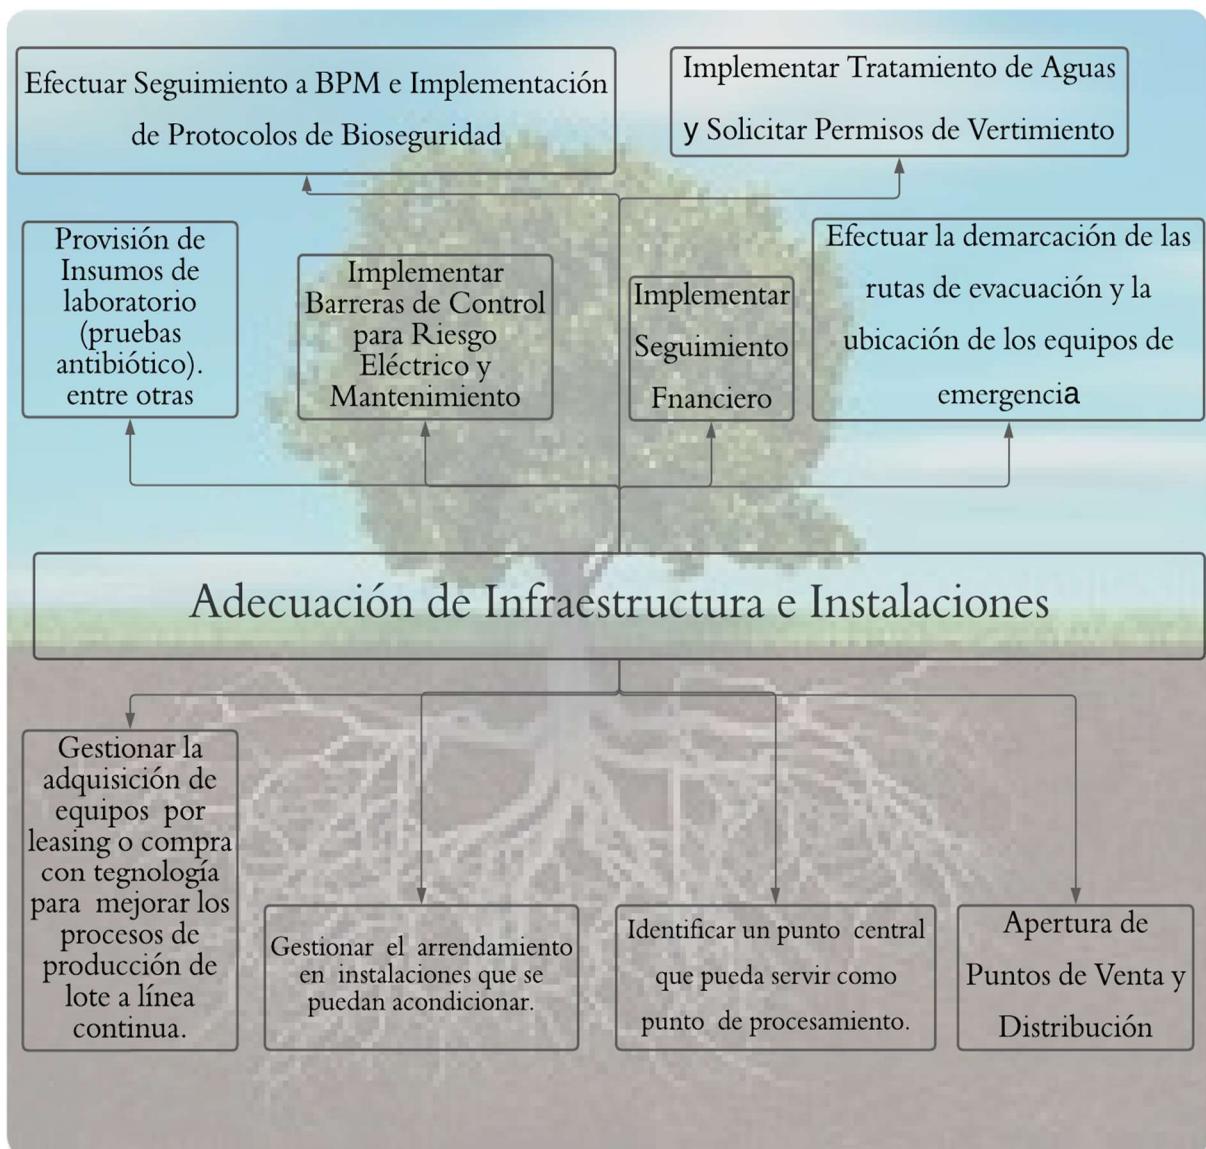 Efectuar Seguimiento a BPM e Implementación
de Protocolos de Bioseguridad
Implementar Tratamiento de Aguas
y Solicitar Permisos de Vertimiento
Provisión de
Insumos de
laboratorio
(pruebas
antibiótico).
entre otras
Implementar
Barreras de Control
para Riesgo
Eléctrico y
Mantenimiento
Implementar
Seguimiento
Fnanciero
Efectuar la demarcación de las
rutas de evacuación y la
ubicación de los equipos de
emergencia
Adecuación de Infraestructura e Instalaciones
Gestionar la
adquisición de
equipos por
leasing o compra
con tegnología
para mejorar los
procesos de
producción de
lote a línea
continua.
Gestionar el arrendamiento
en instalaciones que se
puedan acondicionar.
Identificar un punto central
que pueda servir como
punto de procesamiento.
Apertura de
Puntos de Venta y
Distribución